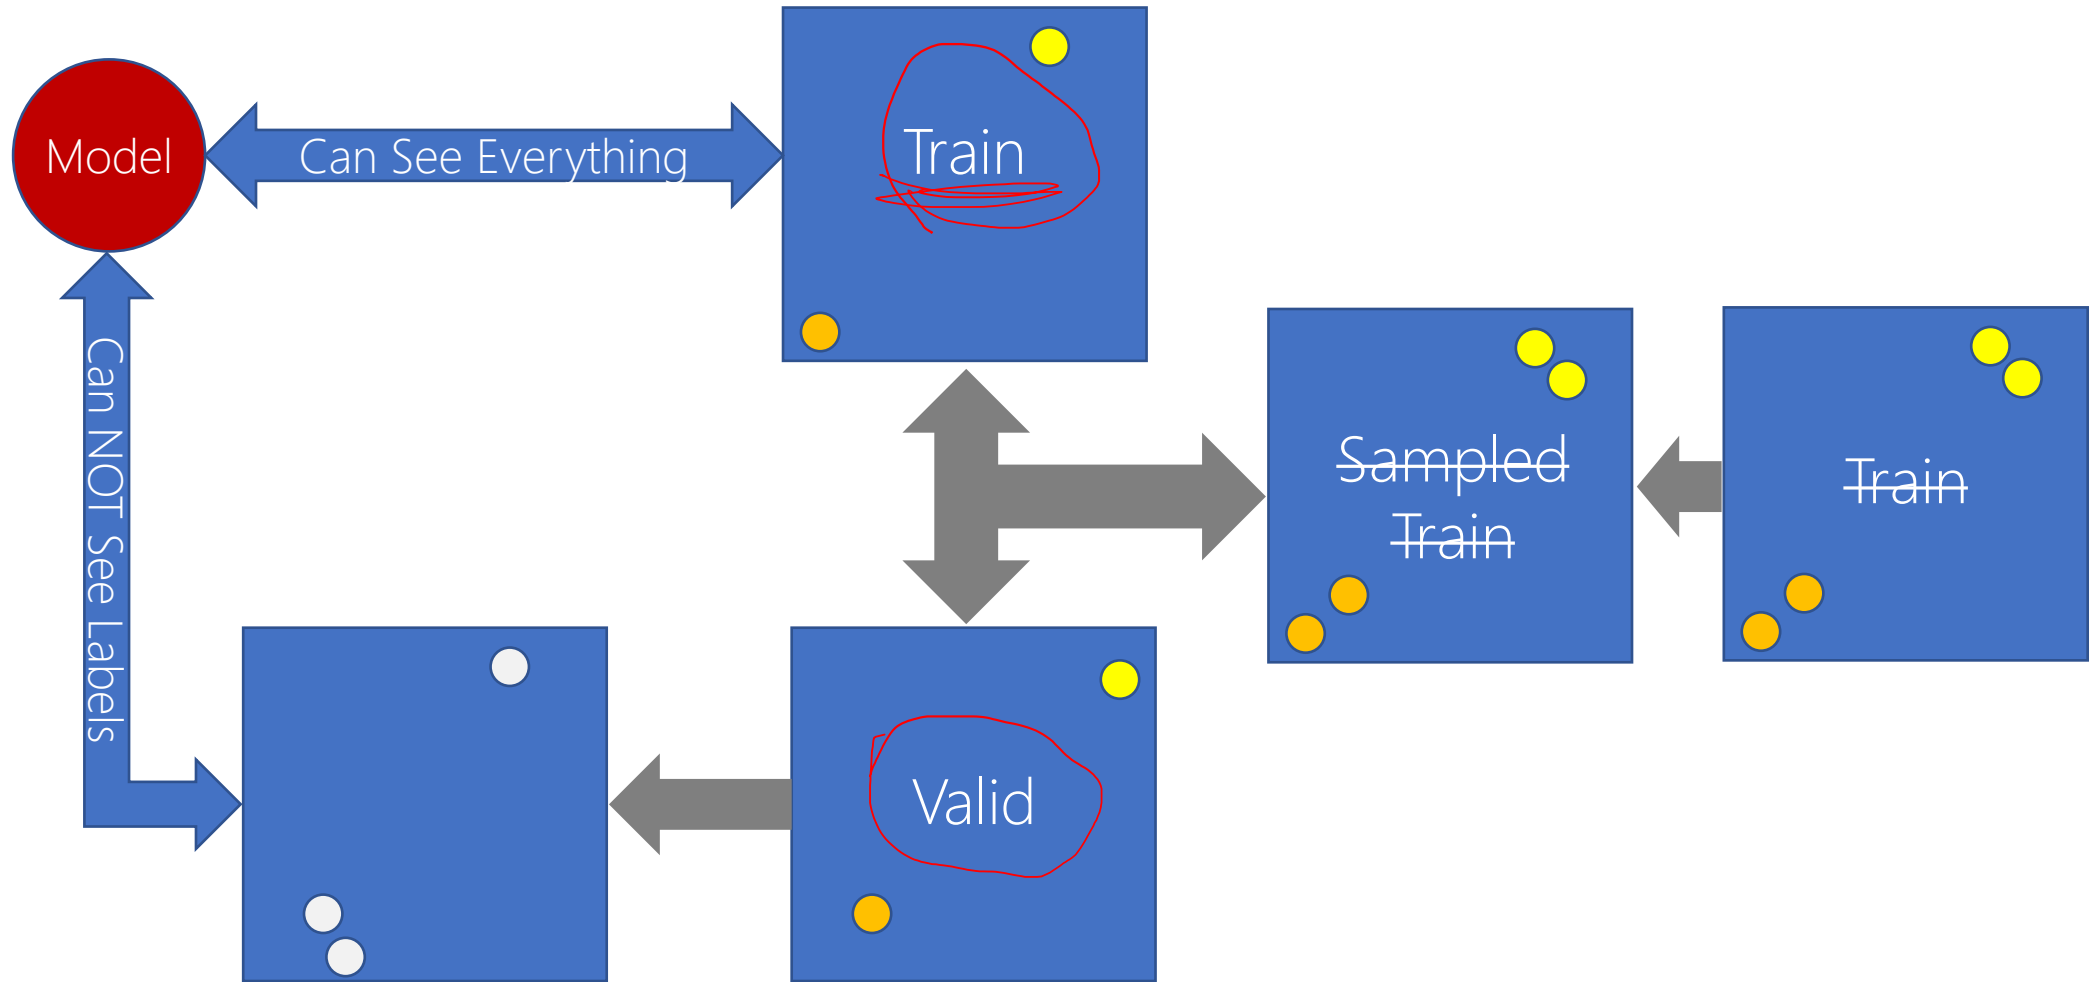 Model
Can See Everything
Train
Can NOT See Labels
Sampled
Train
Train
Valid